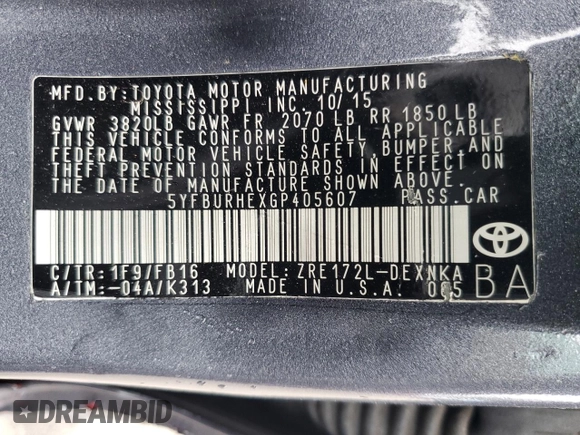 MFD.BY:TOYOTA MOTOR MANUFACTURING
MISSISSIPPI INC. 10/15
GVWR 3820LB GAWR FR 2070 LB RR 1850 LB
THIS VEHICLE CONFORMS TO ALL APPLICABLE
FEDERAL MOTOR VEHICLE SAFETY, BUMPER AND
THEFT PREVENTION STANDARDS IN EFFECT ON
THE DATE OF MANUFACTURE SHOWN ABOVE.
5YFBURHEXGP405607 PASS.CAR
C/TR:1F9/FB16 MODEL: ZRE172L-DEXNKA
A/TM:-04A/K313 MADE IN U.S.A. 085
BA
DREAMBID